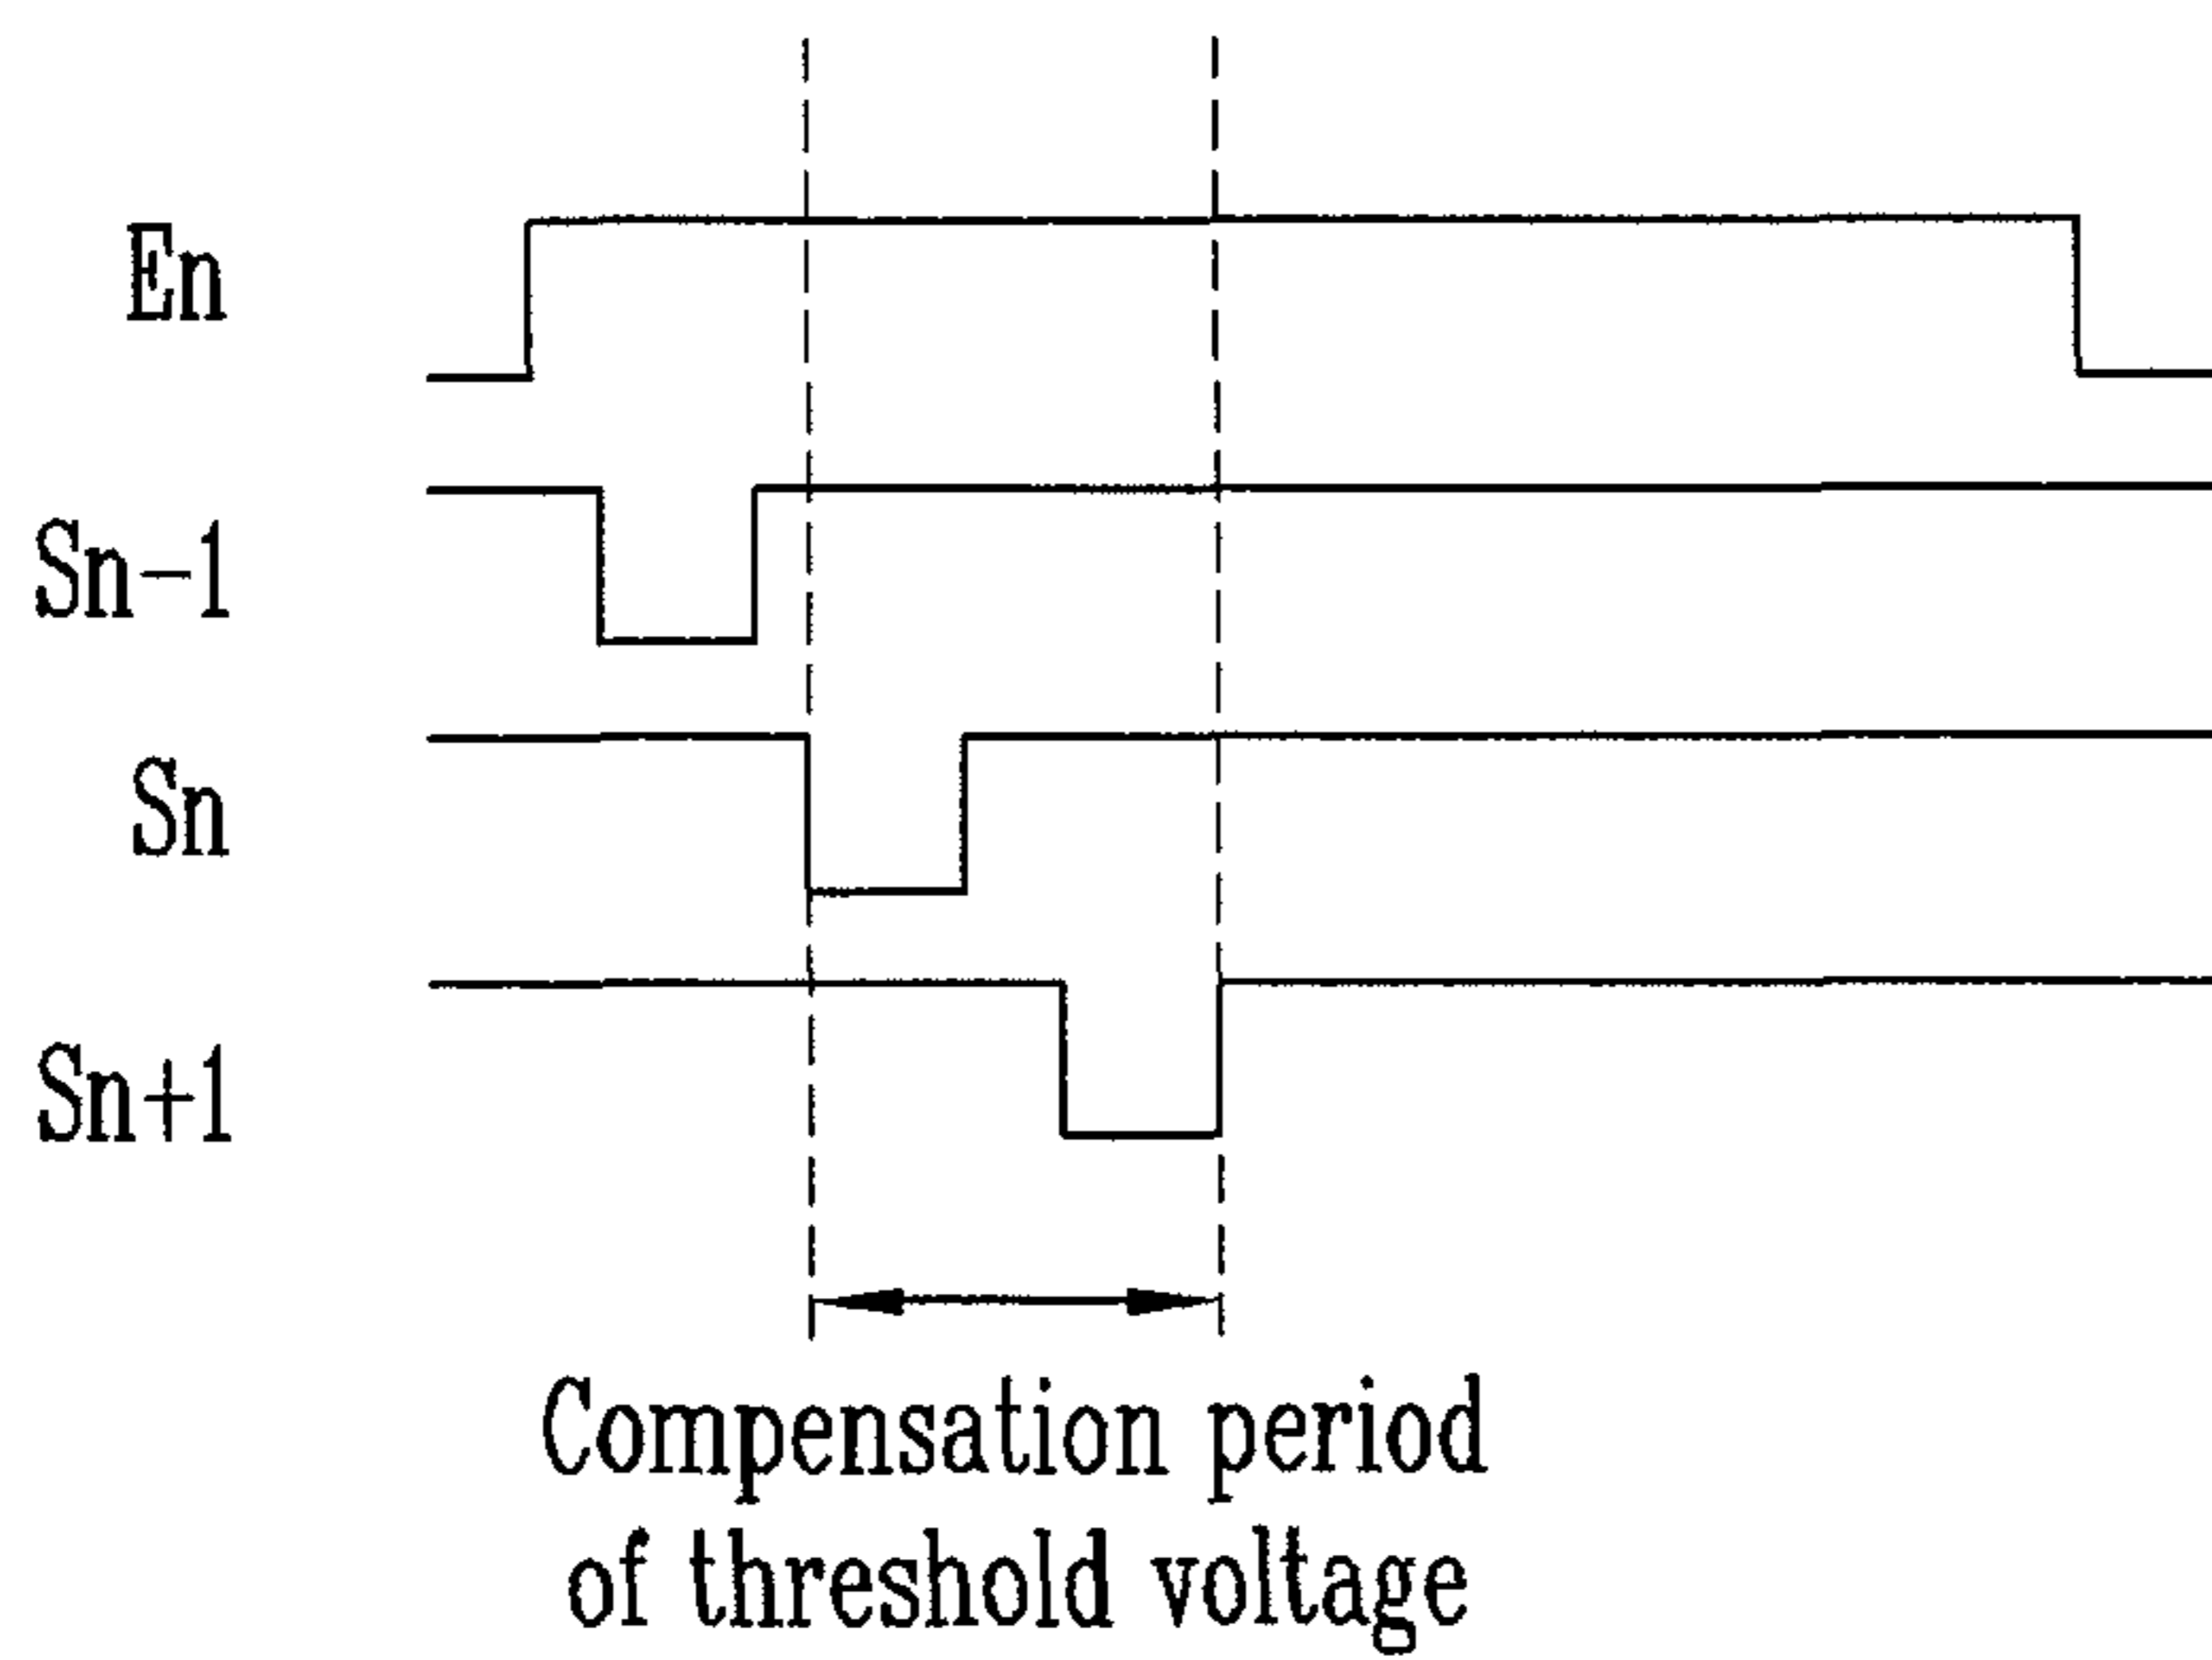 En
Sn-1
Sn
Sn+1
Compensation period
of threshold voltage